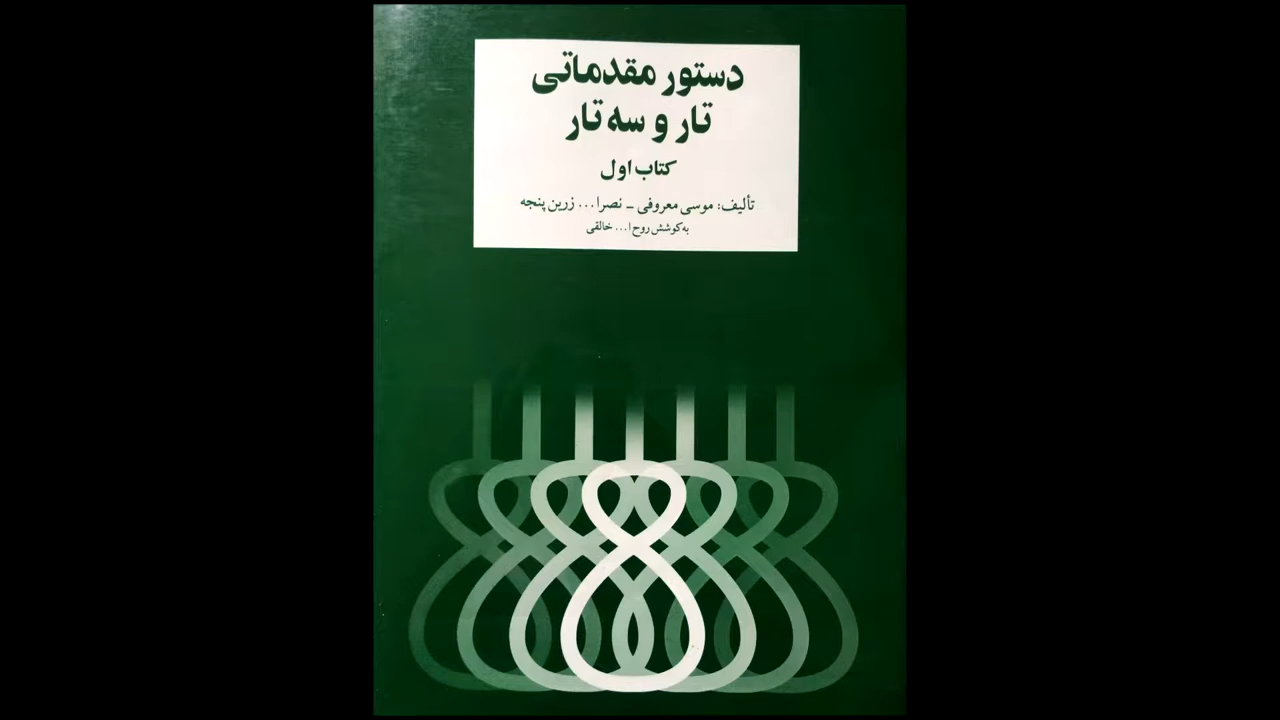 دستور مقدماتی
تار و سه تار
کتاب اول
تألیف: موسی معروفی ـ نصرا... زرین پنجه
به کوشش روح ا... خالقی